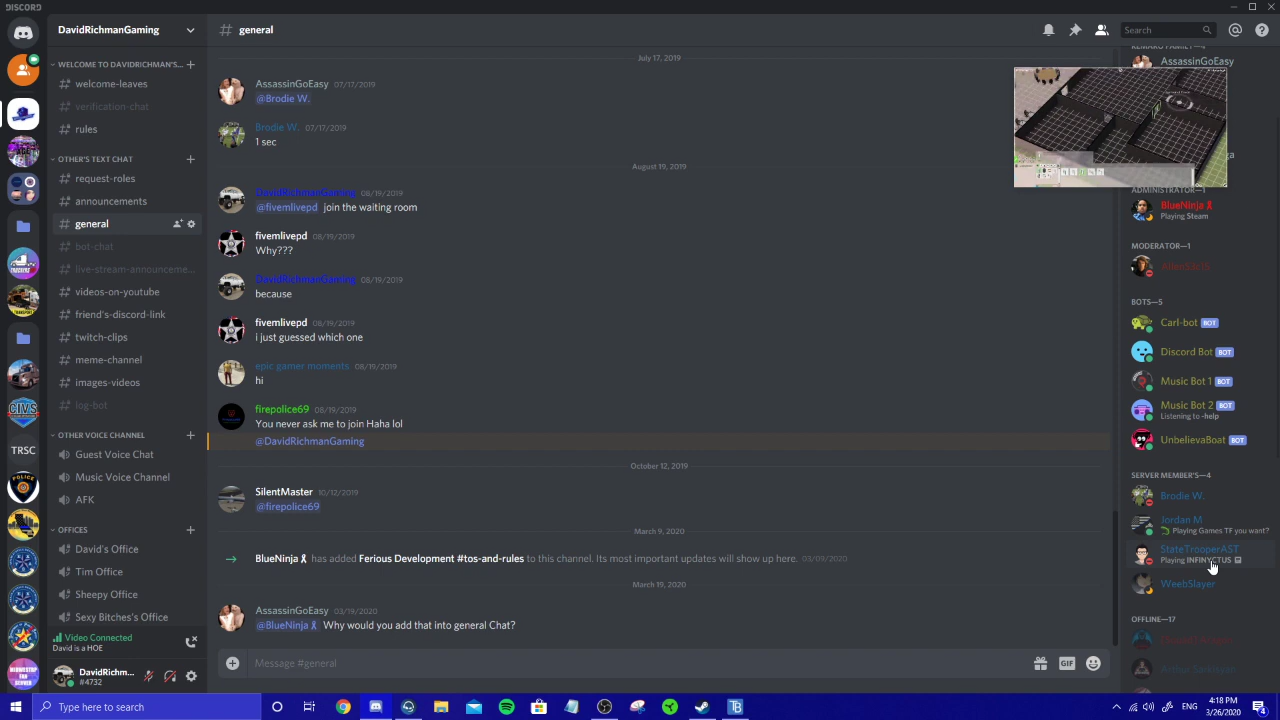 DISCORD
DavidRichmanGaming
WELCOME TO DAVIDRICHMAN'S...
welcome-leaves
verification-chat
rules
OTHER'S TEXT CHAT
request-roles
announcements
general
bot-chat
live-stream-announceme...
videos-on-youtube
friend's-discord-link
twitch-clips
meme-channel
images-videos
log-bot
OTHER VOICE CHANNEL
Guest Voice Chat
Music Voice Channel
AFK
OFFICES
David's Office
Tim Office
Sheepy Office
Sexy Bitches's Office
Video Connected
David is a HOE
DavidRichm...
#4732
TRSC
CIVS
# general
Search
July 17, 2019
AssassinGoEasy 07/17/2019
@Brodie W.
Brodie W. 07/17/2019
1 sec
August 19, 2019
DavidRichmanGaming 08/19/2019
@fivemlivepd join the waiting room
fivemlivepd 08/19/2019
Why???
DavidRichmanGaming 08/19/2019
because
fivemlivepd 08/19/2019
i just guessed which one
epic gamer moments 08/19/2019
hi
firepolice69 08/19/2019
You never ask me to join Haha lol
@DavidRichmanGaming
October 12, 2019
SilentMaster 10/12/2019
@firepolice69
March 9, 2020
BlueNinja has added Ferious Development #tos-and-rules to this channel. Its most important updates will show up here. 03/09/2020
March 19, 2020
AssassinGoEasy 03/19/2020
@BlueNinja Why would you add that into general Chat?
Message #general
GIF
AssassinGoEasy
ADMINISTRATOR—1
BlueNinja
Playing Steam
MODERATOR—1
BOTS—5
Carl-bot BOT
Discord Bot BOT
Music Bot 1 BOT
Music Bot 2 BOT
Listening to -help
UnbelievaBoat BOT
SERVER MEMBER'S—4
Brodie W.
Jordan M
Playing Games TF you want?
StateTrooperAST
Playing INFINYCTUS
WeebSlayer
OFFLINE—17
Type here to search
ENG
4:18 PM
3/26/2020
4